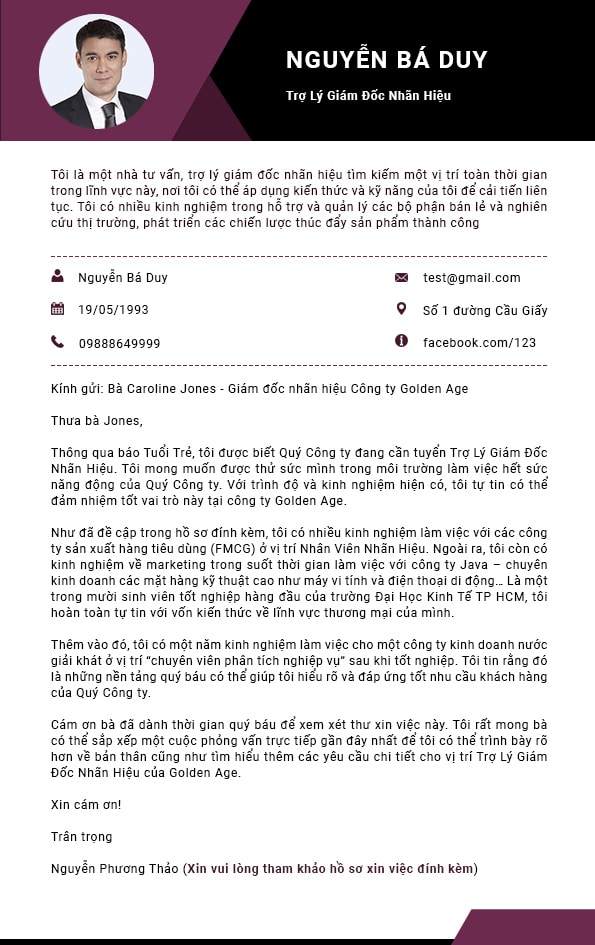 NGUYỄN BÁ DUY
Trợ Lý Giám Đốc Nhãn Hiệu
Tôi là một nhà tư vấn, trợ lý giám đốc nhãn hiệu tìm kiếm một vị trí toàn thời gian
trong lĩnh vực này, nơi tôi có thể áp dụng kiến thức và kỹ năng của tôi để cải tiến liên
tục. Tôi có nhiều kinh nghiệm trong hỗ trợ và quản lý các bộ phận bán lẻ và nghiên
cứu thị trường, phát triển các chiến lược thúc đẩy sản phẩm thành công
Nguyễn Bá Duy
test@gmail.com
19/05/1993
Số 1 đường Cầu Giấy
09888649999
facebook.com/123
Kính gửi: Bà Caroline Jones - Giám đốc nhãn hiệu Công ty Golden Age
Thưa bà Jones,
Thông qua báo Tuổi Trẻ, tôi được biết Quý Công ty đang cần tuyển Trợ Lý Giám Đốc
Nhãn Hiệu. Tôi mong muốn được thử sức mình trong môi trường làm việc hết sức
năng động của Quý Công ty. Với trình độ và kinh nghiệm hiện có, tôi tự tin có thể
đảm nhiệm tốt vai trò này tại công ty Golden Age.
Như đã đề cập trong hồ sơ đính kèm, tôi có nhiều kinh nghiệm làm việc với các công
ty sản xuất hàng tiêu dùng (FMCG) ở vị trí Nhân Viên Nhãn Hiệu. Ngoài ra, tôi còn có
kinh nghiệm về marketing trong suốt thời gian làm việc với công ty Java – chuyên
kinh doanh các mặt hàng kỹ thuật cao như máy vi tính và điện thoại di động… Là một
trong mười sinh viên tốt nghiệp hàng đầu của trường Đại Học Kinh Tế TP HCM, tôi
hoàn toàn tự tin với vốn kiến thức về lĩnh vực thương mại của mình.
Thêm vào đó, tôi có một năm kinh nghiệm làm việc cho một công ty kinh doanh nước
giải khát ở vị trí “chuyên viên phân tích nghiệp vụ” sau khi tốt nghiệp. Tôi tin rằng đó
là những nền tảng quý báu có thể giúp tôi hiểu rõ và đáp ứng tốt nhu cầu khách hàng
của Quý Công ty.
Cám ơn bà đã dành thời gian quý báu để xem xét thư xin việc này. Tôi rất mong bà
có thể sắp xếp một cuộc phỏng vấn trực tiếp gần đây nhất để tôi có thể trình bày rõ
hơn về bản thân cũng như tìm hiểu thêm các yêu cầu chi tiết cho vị trí Trợ Lý Giám
Đốc Nhãn Hiệu của Golden Age.
Xin cám ơn!
Trân trọng
Nguyễn Phương Thảo (Xin vui lòng tham khảo hồ sơ xin việc đính kèm)